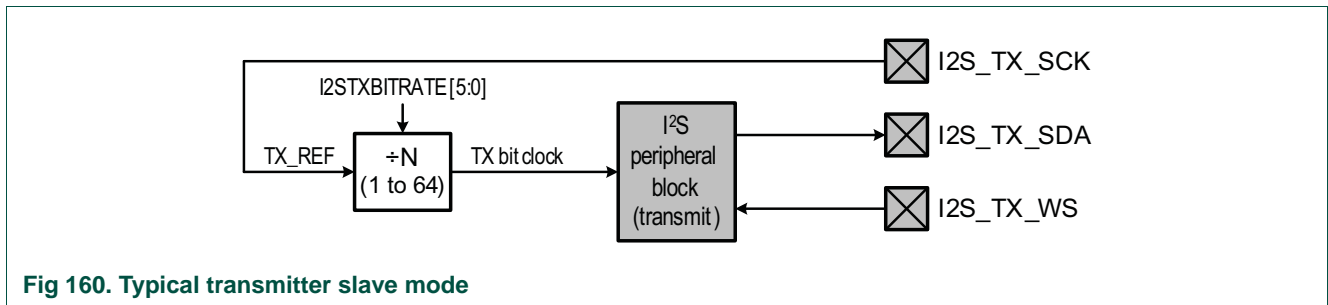 I2S_TX_SCK
I2STXBITRATE[5:0]
TX_REF
÷N
(1 to 64)
TX bit clock
I²S
peripheral
block
(transmit)
I2S_TX_SDA
I2S_TX_WS
Fig 160. Typical transmitter slave mode